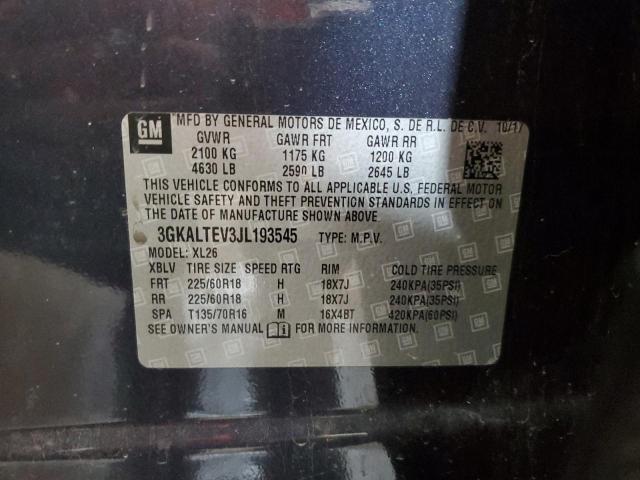 GM
MFD BY GENERAL MOTORS DE MEXICO, S. DE R.L. DE C.V. 10/17
GVWR GAWR FRT GAWR RR
2100 KG 1175 KG 1200 KG
4630 LB 2590 LB 2645 LB
THIS VEHICLE CONFORMS TO ALL APPLICABLE U.S. FEDERAL MOTOR
VEHICLE SAFETY AND THEFT PREVENTION STANDARDS IN EFFECT ON
THE DATE OF MANUFACTURE SHOWN ABOVE.
3GKALTEV3JL193545 TYPE: M.P.V.
MODEL: XL26
XBLV TIRE SIZE SPEED RTG RIM COLD TIRE PRESSURE
FRT 225/60R18 H 18X7J 240KPA(35PSI)
RR 225/60R18 H 18X7J 240KPA(35PSI)
SPA T135/70R16 M 16X4BT 420KPA(60PSI)
SEE OWNER'S MANUAL FOR MORE INFORMATION.